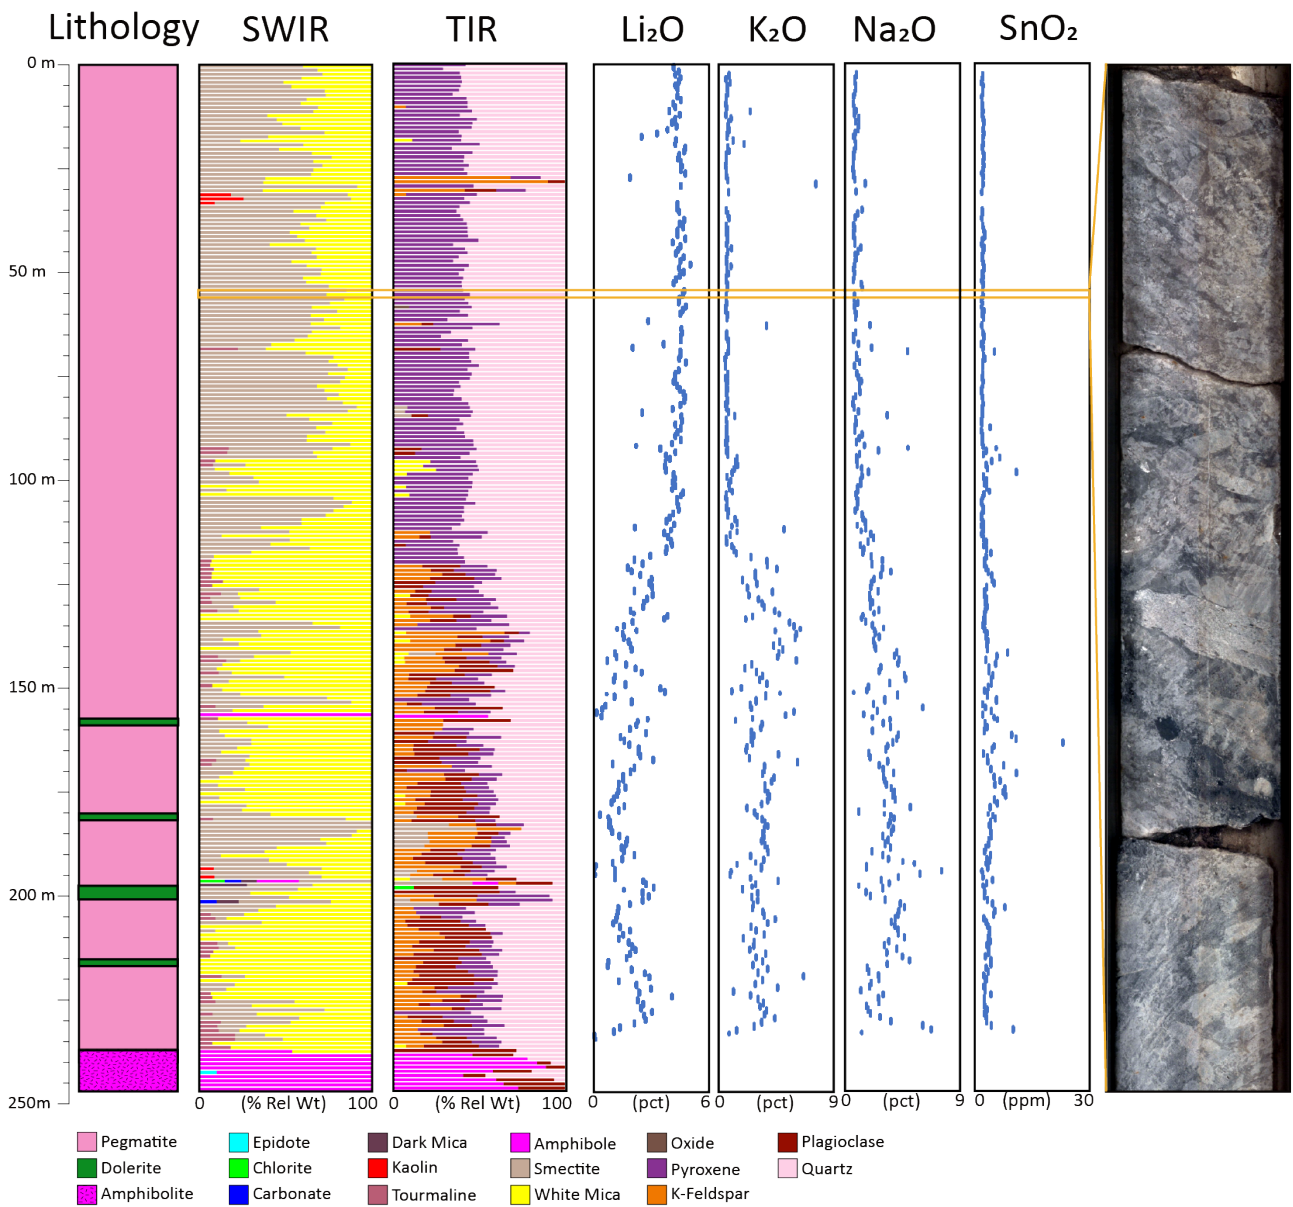 Lithology SWIR TIR Li₂O K₂O Na₂O SnO₂
0 m
50 m
100 m
150 m
200 m
250m
0 (% Rel Wt) 100 0 (% Rel Wt) 100 0 (pct) 6 0 (pct) 9 0 (pct) 9 0 (ppm) 30
Pegmatite Epidote Dark Mica Amphibole Oxide Plagioclase
Dolerite Chlorite Kaolin Smectite Pyroxene Quartz
Amphibolite Carbonate Tourmaline White Mica K-Feldspar